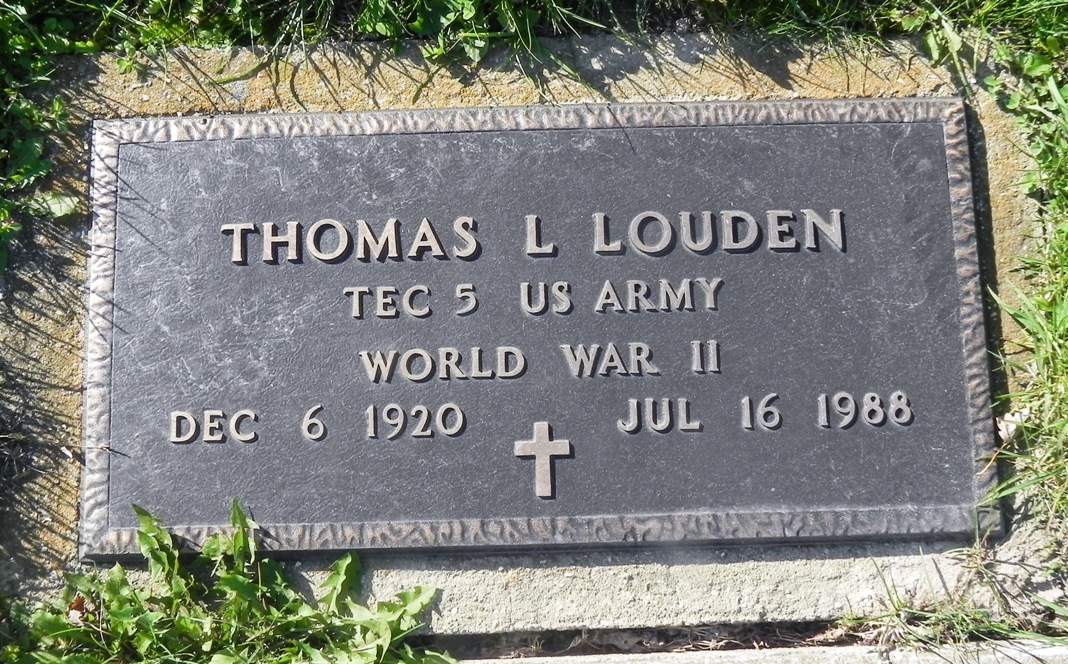 THOMAS L LOUDEN
TEC 5 US ARMY
WORLD WAR II
DEC 6 1920 JUL 16 1988